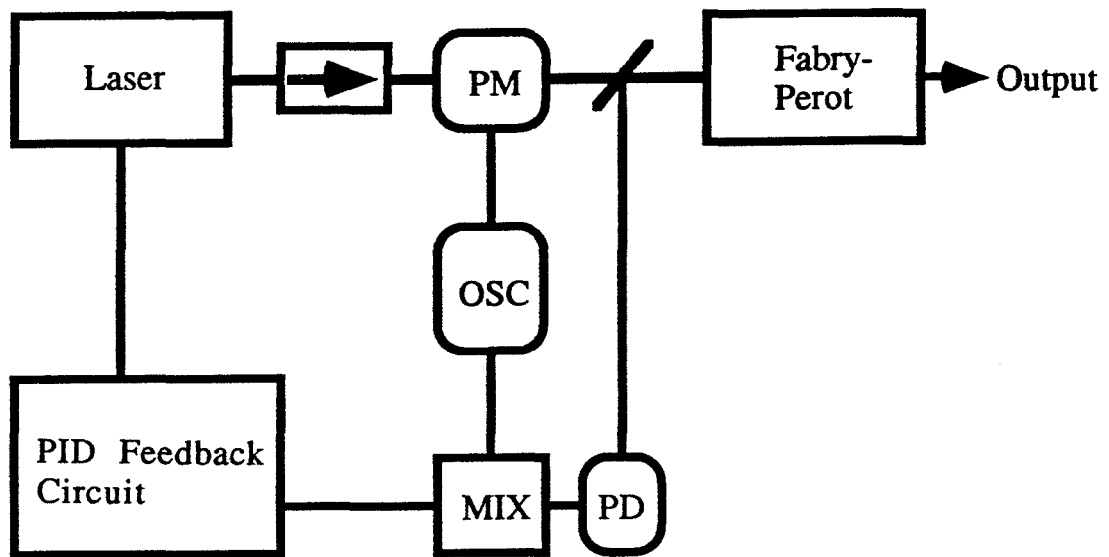 Laser
PM
Fabry-
Perot
Output
OSC
PID Feedback
Circuit
MIX
PD